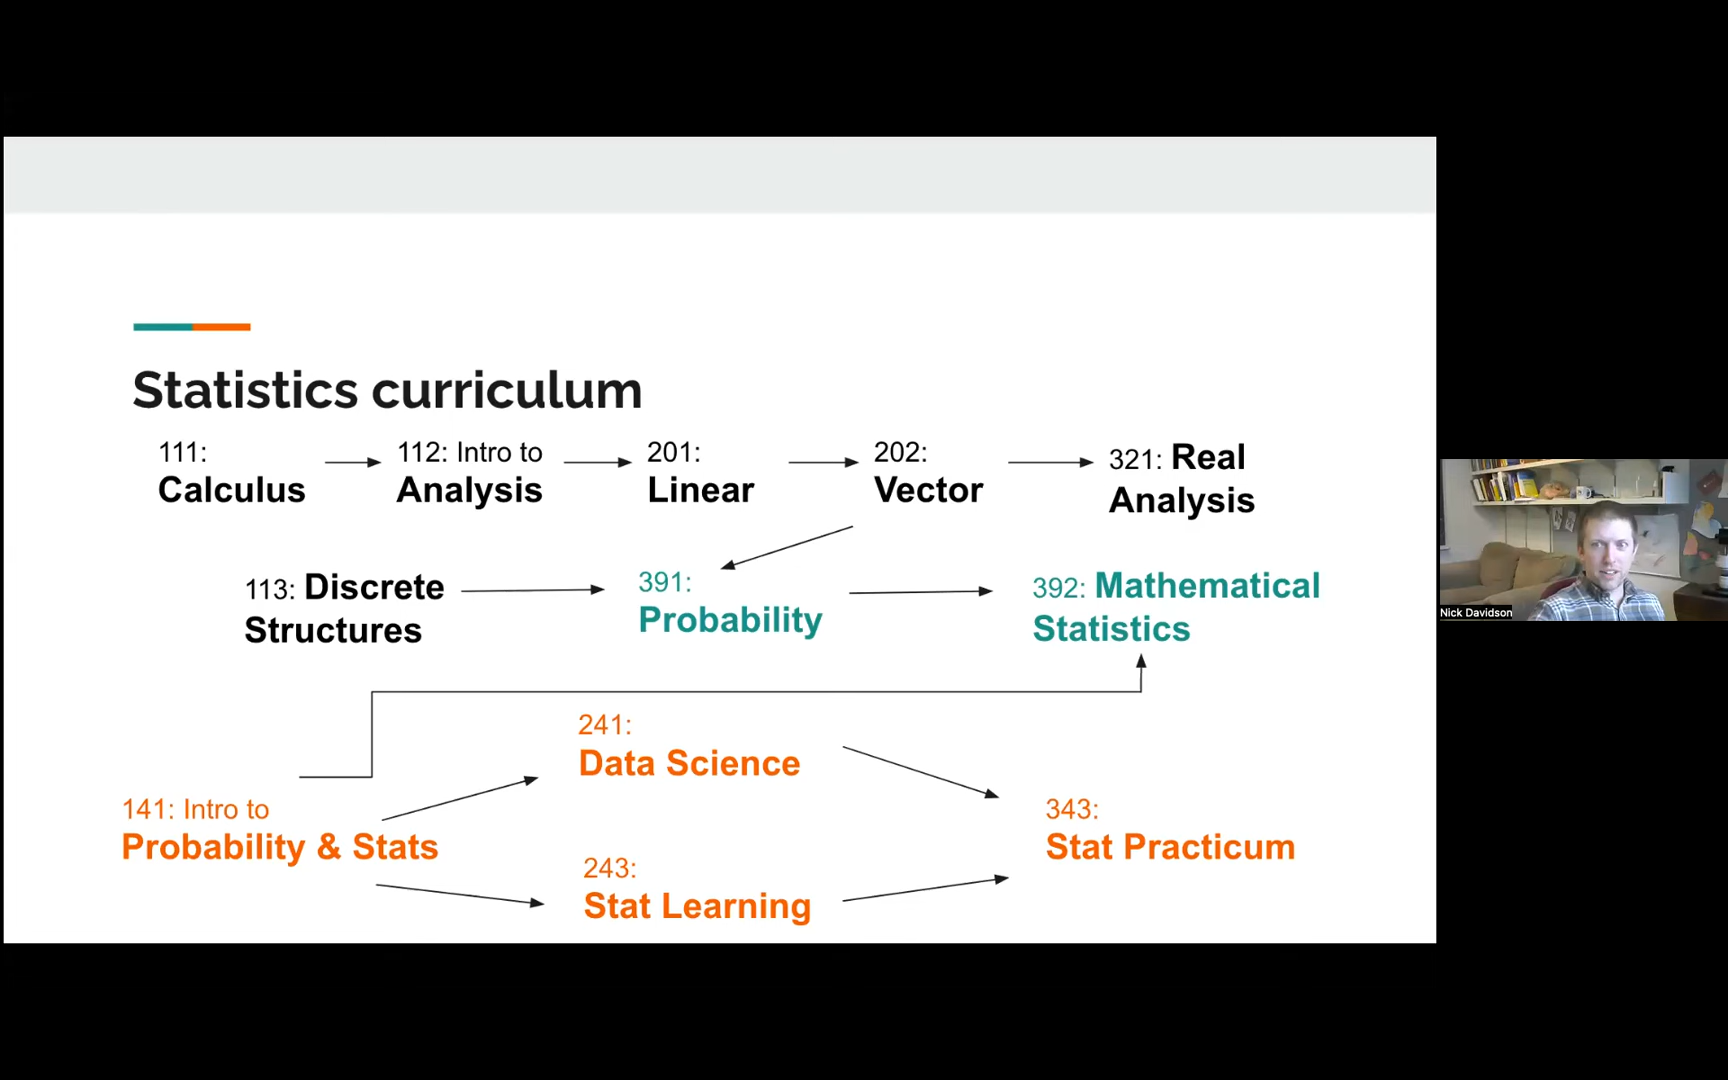 Statistics curriculum
111:
Calculus
112: Intro to
Analysis
201:
Linear
202:
Vector
321: Real
Analysis
113: Discrete
Structures
391:
Probability
392: Mathematical
Statistics
241:
Data Science
141: Intro to
Probability & Stats
343:
Stat Practicum
243:
Stat Learning
Nick Davidson